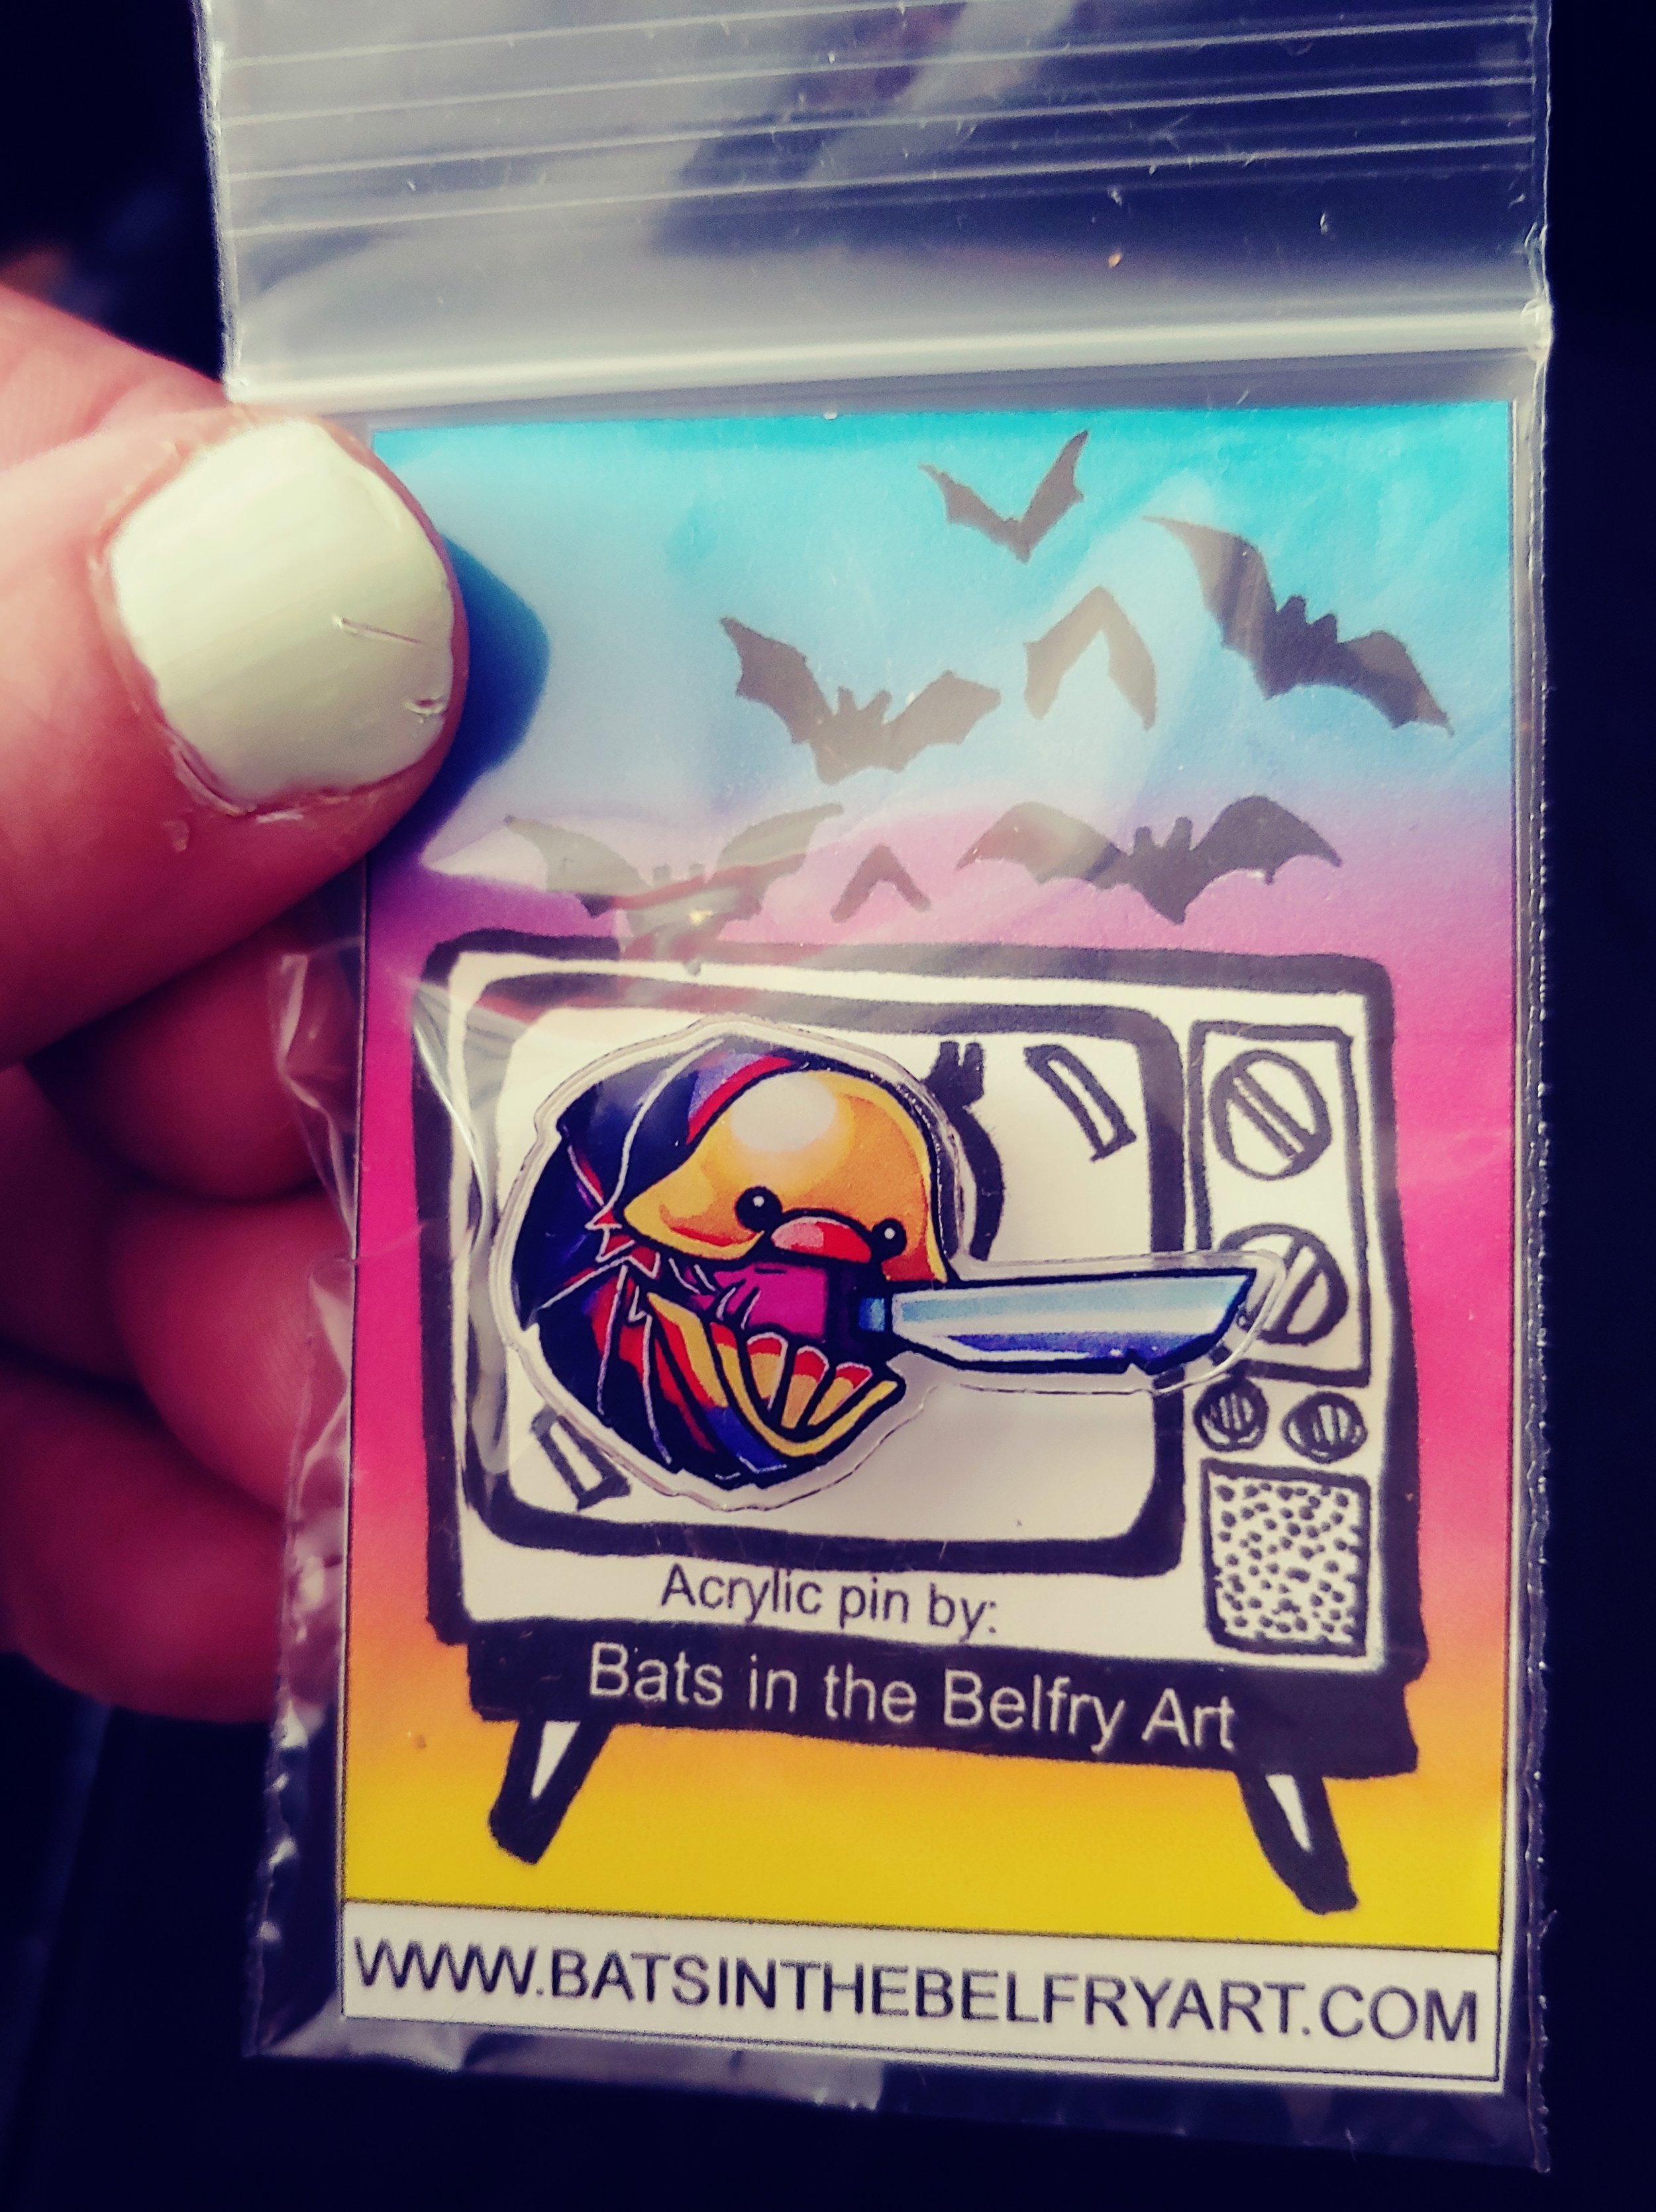 Acrylic pin by:
Bats in the Belfry Art
WWW.BATSINTHEBELFRYART.COM